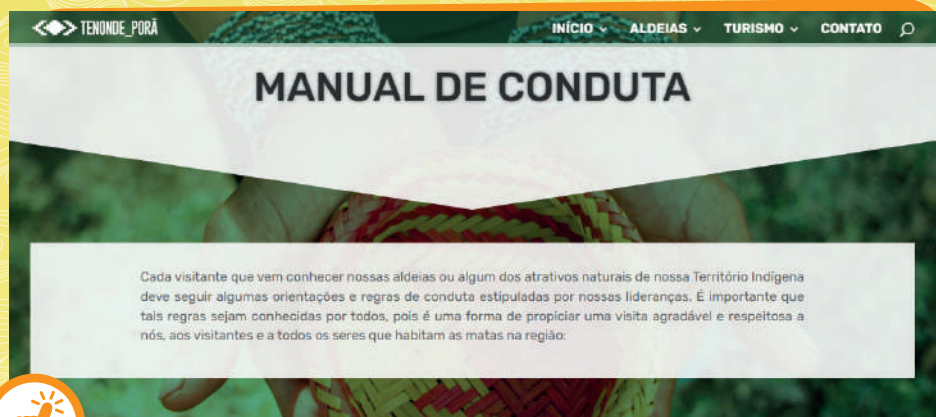 TENONDE_PORÃ
INÍCIO ALDEIAS TURISMO CONTATO
MANUAL DE CONDUTA
Cada visitante que vem conhecer nossas aldeias ou algum dos atrativos naturais de nossa Território Indígena
deve seguir algumas orientações e regras de conduta estipuladas por nossas lideranças. É importante que
tais regras sejam conhecidas por todos, pois é uma forma de propiciar uma visita agradável e respeitosa a
nós, aos visitantes e a todos os seres que habitam as matas na região: